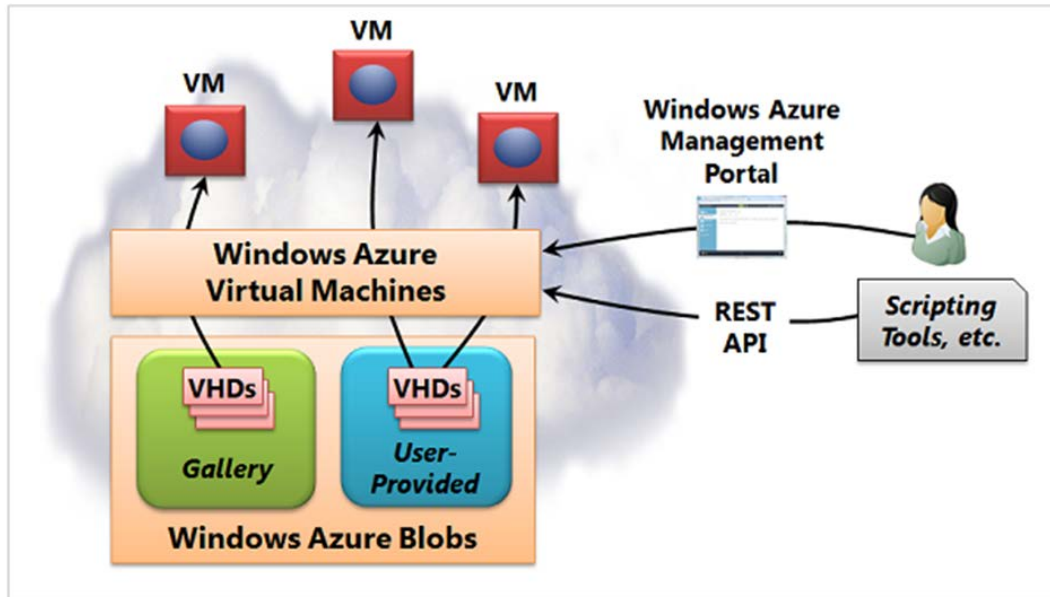 VM
VM
VM
Windows Azure
Management
Portal
Windows Azure
Virtual Machines
REST
API
Scripting
Tools, etc.
VHDs
Gallery
VHDs
User-
Provided
Windows Azure Blobs